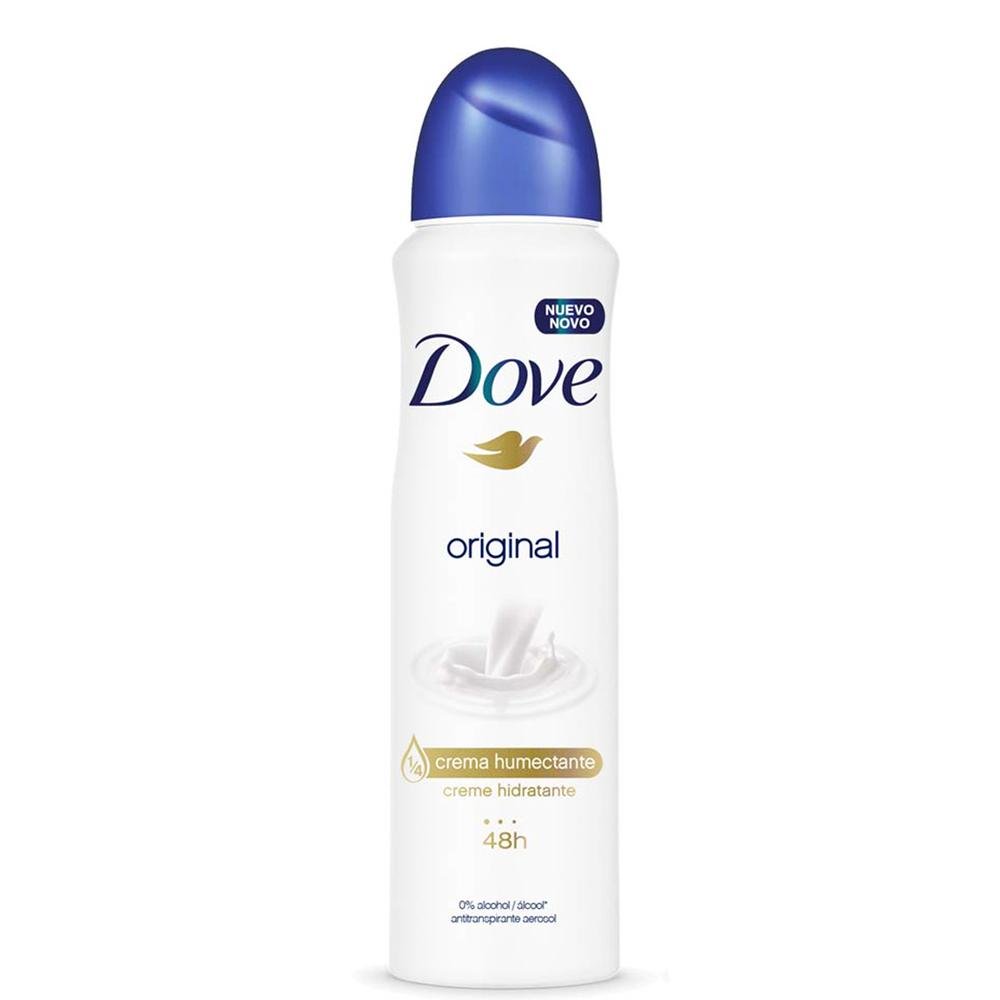 NUEVO
NOVO
Dove
original
1/4 crema humectante
creme hidratante
48h
0% alcohol / álcool*
antitranspirante aerosol